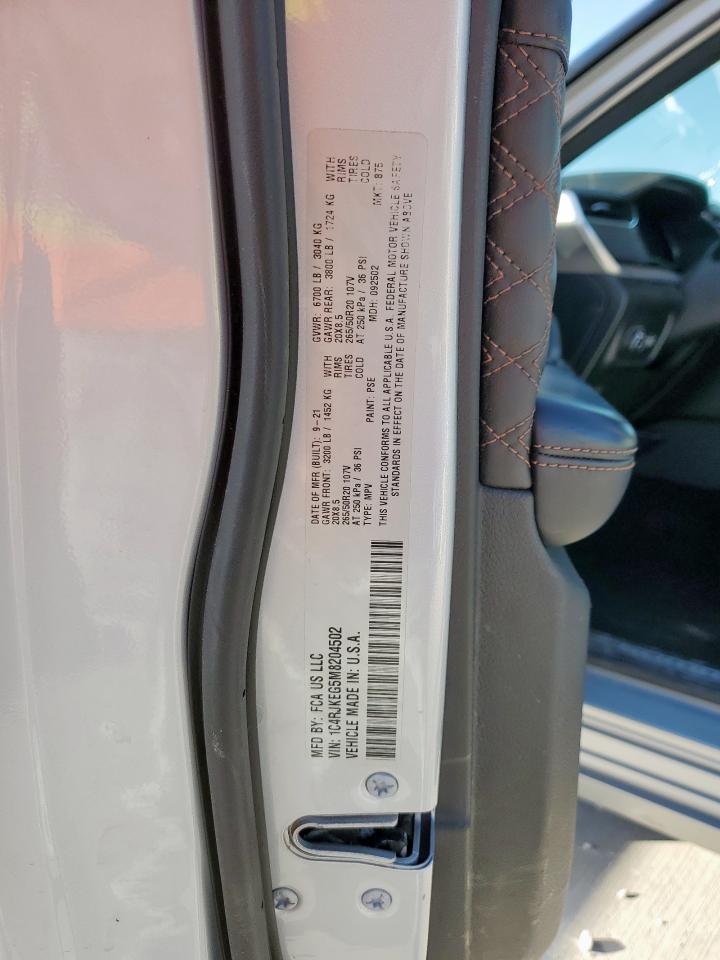 MFD BY: FCA US LLC
VIN: 1C4RJKEG5M8204502
VEHICLE MADE IN: U.S.A.
DATE OF MFR (BUILT): 9-21 GVWR: 6700 LB / 3040 KG
GAWR FRONT: 3200 LB / 1452 KG WITH GAWR REAR: 3800 LB / 1724 KG WITH
20X8.5 RIMS 20X8.5 RIMS
265/50R20 107V TIRES 265/50R20 107V TIRES
AT 250 kPa / 36 PSI COLD AT 250 kPa / 36 PSI COLD
TYPE: MPV PAINT: PSE MDH: 092502 MKT: 875
THIS VEHICLE CONFORMS TO ALL APPLICABLE U.S.A. FEDERAL MOTOR VEHICLE SAFETY
STANDARDS IN EFFECT ON THE DATE OF MANUFACTURE SHOWN ABOVE